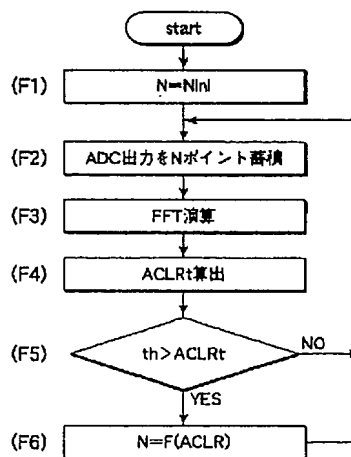 start
(F1) N=NInI
(F2) ADC出力をNポイント蓄積
(F3) FFT演算
(F4) ACLRt算出
(F5) th>ACLRt NO
YES
(F6) N=F(ACLR)